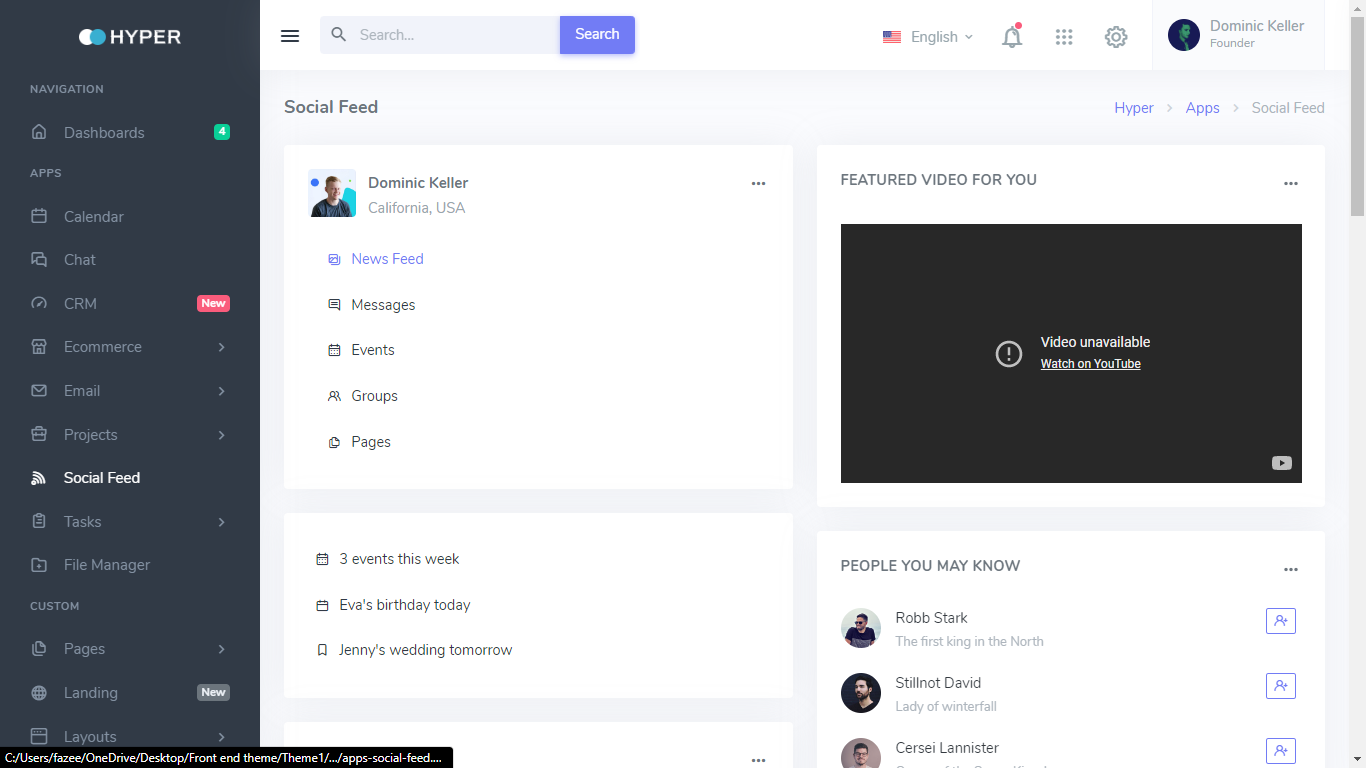 HYPER
Search...
Search
English
Dominic Keller
Founder
NAVIGATION
Dashboards
4
APPS
Calendar
Chat
CRM
New
Ecommerce
Email
Projects
Social Feed
Tasks
File Manager
CUSTOM
Pages
Landing
New
Layouts
C:/Users/fazee/OneDrive/Desktop/Front end theme/Theme1/.../apps-social-feed....
Social Feed
Hyper
Apps
Social Feed
Dominic Keller
California, USA
News Feed
Messages
Events
Groups
Pages
3 events this week
Eva's birthday today
Jenny's wedding tomorrow
FEATURED VIDEO FOR YOU
Video unavailable
Watch on YouTube
PEOPLE YOU MAY KNOW
Robb Stark
The first king in the North
Stillnot David
Lady of winterfall
Cersei Lannister